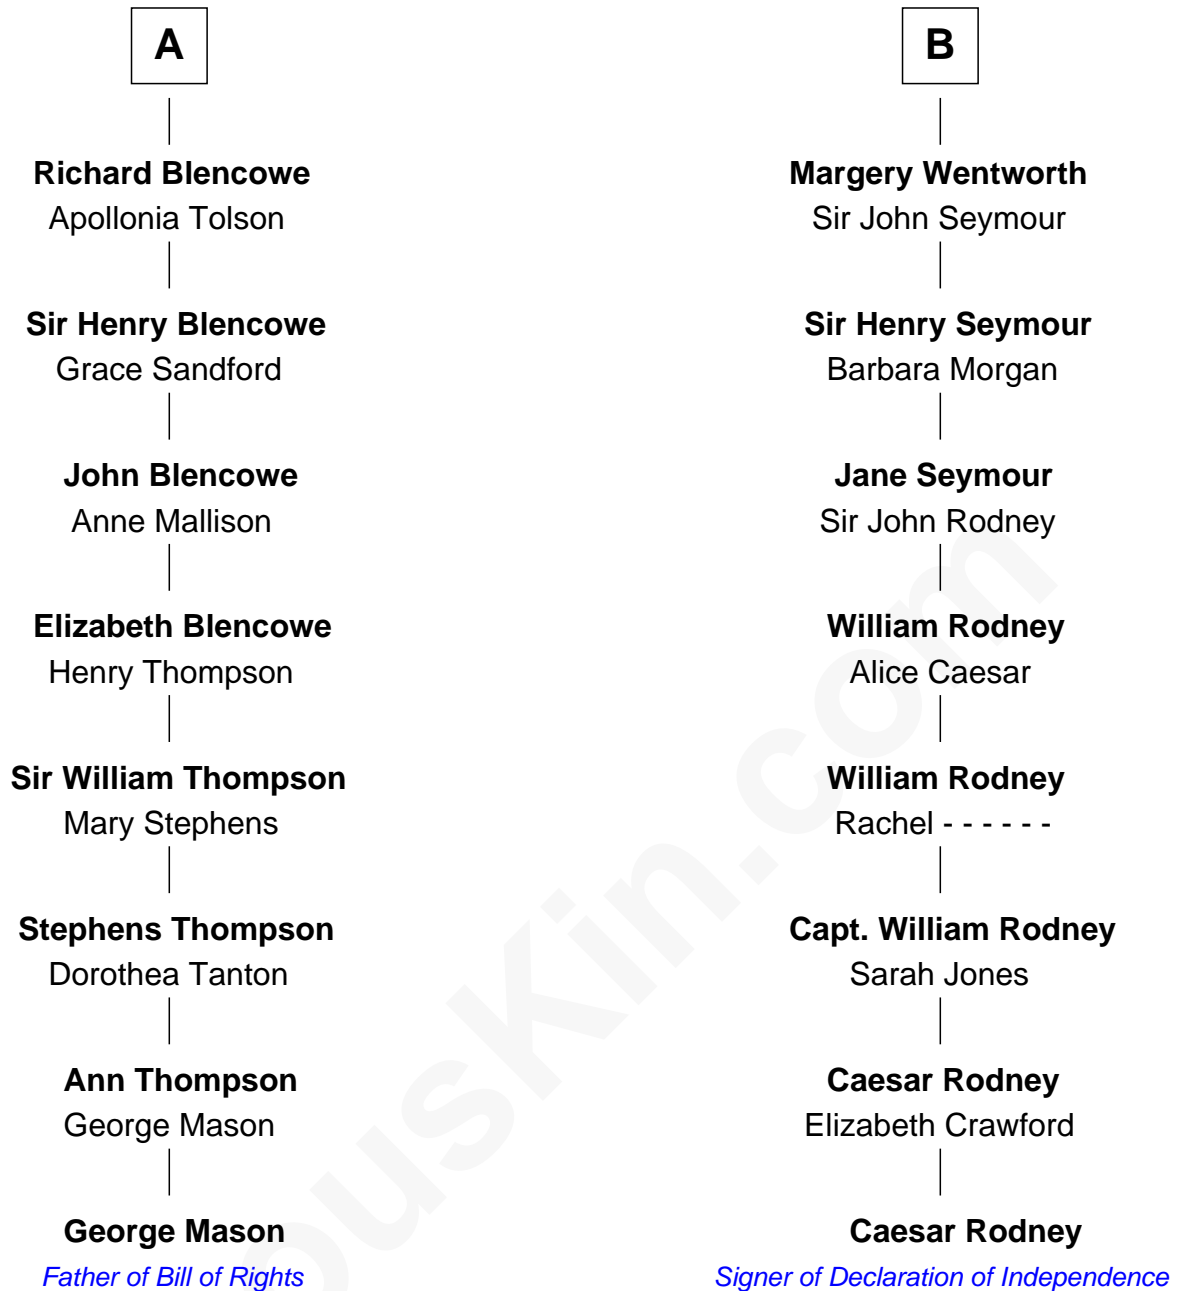 A
Richard Blencowe
Apollonia Tolson
Sir Henry Blencowe
Grace Sandford
John Blencowe
Anne Mallison
Elizabeth Blencowe
Henry Thompson
Sir William Thompson
Mary Stephens
Stephens Thompson
Dorothea Tanton
Ann Thompson
George Mason
George Mason
Father of Bill of Rights
B
Margery Wentworth
Sir John Seymour
Sir Henry Seymour
Barbara Morgan
Jane Seymour
Sir John Rodney
William Rodney
Alice Caesar
William Rodney
Rachel - - - - - -
Capt. William Rodney
Sarah Jones
Caesar Rodney
Elizabeth Crawford
Caesar Rodney
Signer of Declaration of Independence
ousKin.com